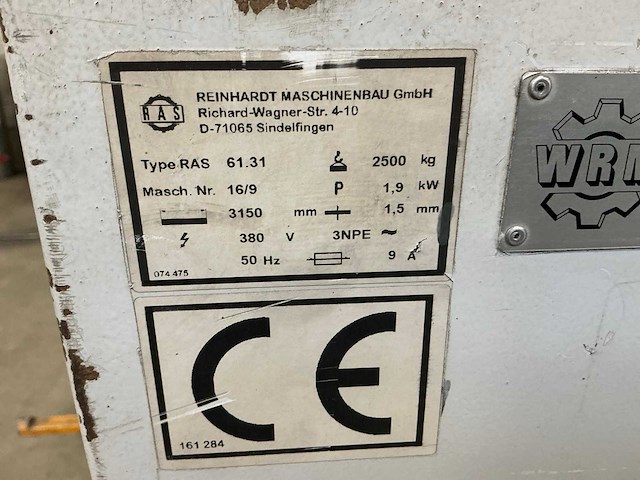 RAS
REINHARDT MASCHINENBAU GmbH
Richard-Wagner-Str. 4-10
D-71065 Sindelfingen
Type RAS 61.31 2500 kg
Masch. Nr. 16/9 P 1,9 kW
3150 mm 1,5 mm
380 V 3NPE ~
50 Hz 9 A
074 475
CE
161 284